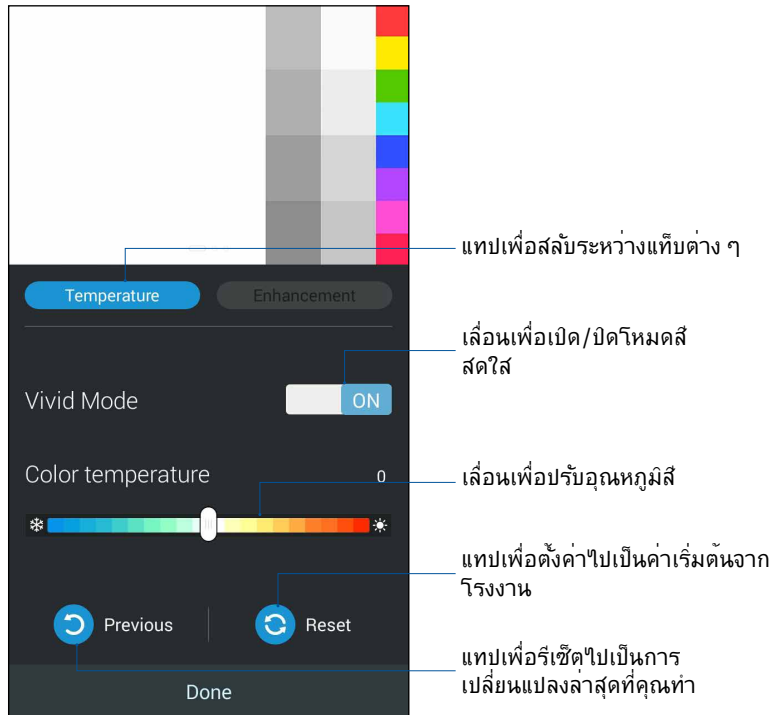 แทปเพื่อสลับระหว่างแท็บต่าง ๆ
Temperature
Enhancement
เลื่อนเพื่อเปิด/ปิดโหมดสี
สดใส
Vivid Mode
ON
Color temperature
0
เลื่อนเพื่อปรับอุณหภูมิสี
แทปเพื่อตั้งค่าไปเป็นค่าเริ่มต้นจาก
โรงงาน
Previous
Reset
แทปเพื่อรีเซ็ตไปเป็นการ
เปลี่ยนแปลงล่าสุดที่คุณทำ
Done